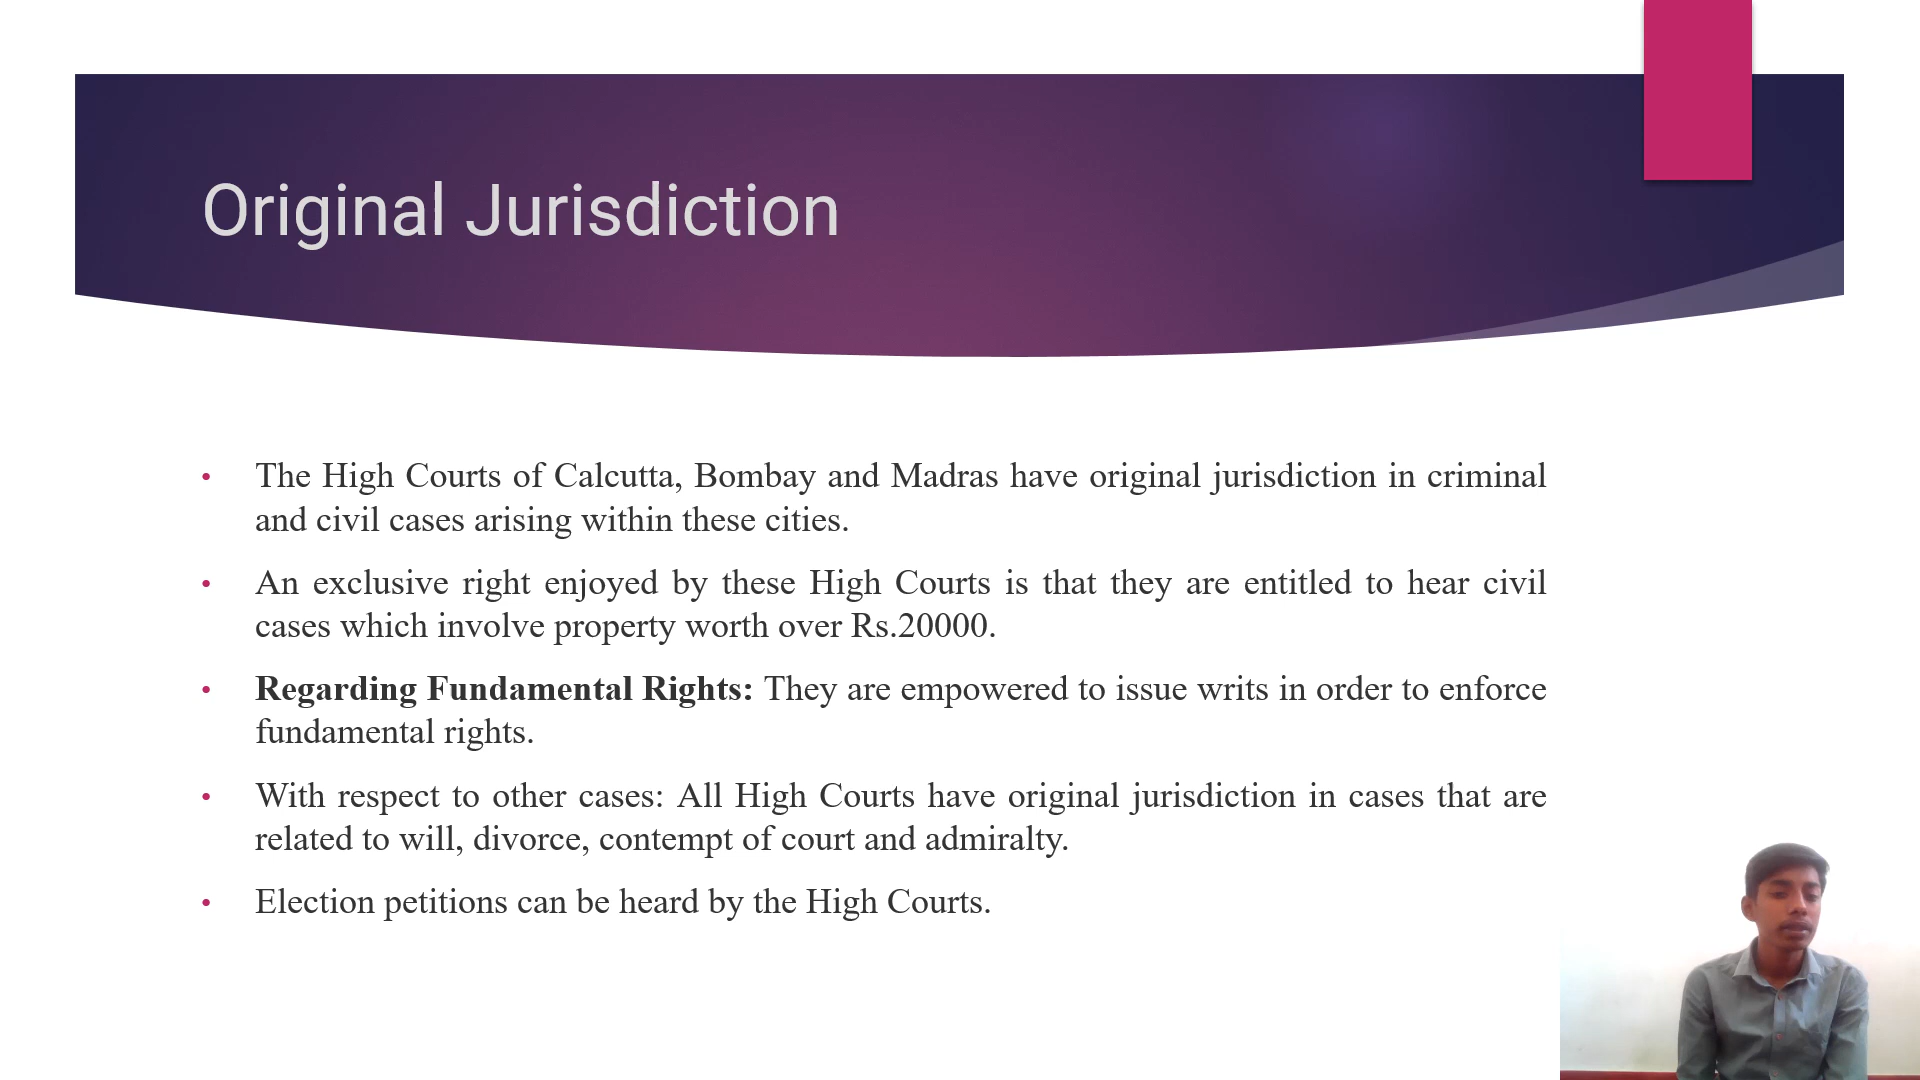 Original Jurisdiction
• The High Courts of Calcutta, Bombay and Madras have original jurisdiction in criminal
and civil cases arising within these cities.
• An exclusive right enjoyed by these High Courts is that they are entitled to hear civil
cases which involve property worth over Rs.20000.
• Regarding Fundamental Rights: They are empowered to issue writs in order to enforce
fundamental rights.
• With respect to other cases: All High Courts have original jurisdiction in cases that are
related to will, divorce, contempt of court and admiralty.
• Election petitions can be heard by the High Courts.